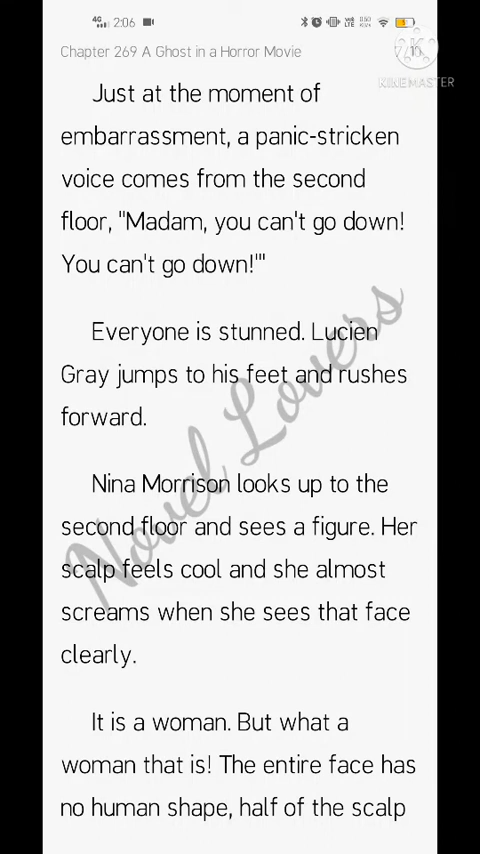 4G 2:06
Chapter 269 A Ghost in a Horror Movie
KINEMASTER
Just at the moment of
embarrassment, a panic-stricken
voice comes from the second
floor, "Madam, you can't go down!
You can't go down!'"
Everyone is stunned. Lucien
Gray jumps to his feet and rushes
forward.
Nina Morrison looks up to the
second floor and sees a figure. Her
scalp feels cool and she almost
screams when she sees that face
clearly.
It is a woman. But what a
woman that is! The entire face has
no human shape, half of the scalp
Novel Lovers